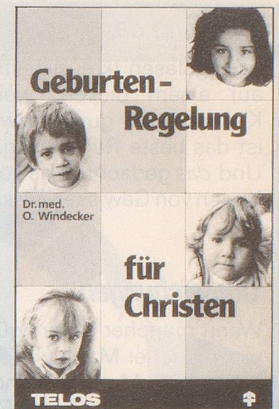 Geburten-
Regelung
Dr. med.
O. Windecker
für
Christen
TELOS